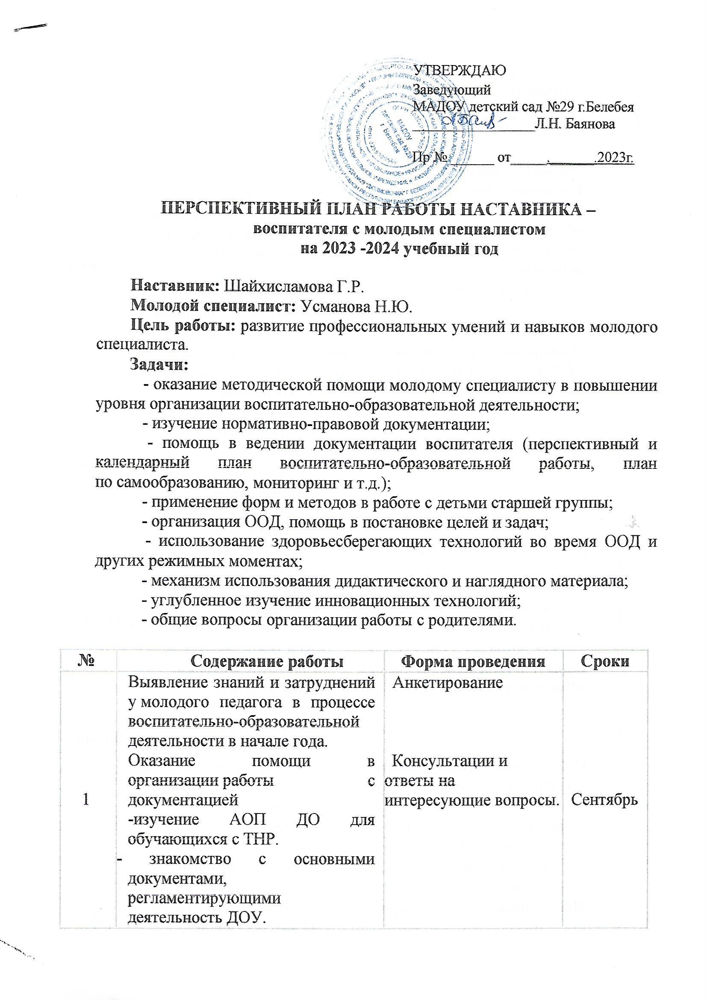 УТВЕРЖДАЮ
Заведующий
МАДОУ детский сад №29 г.Белебея
________________Л.Н. Баянова
Пр №______ от_____.______.2023г.
МАДОУ
детский сад №29
г. Белебея
ПЕРСПЕКТИВНЫЙ ПЛАН РАБОТЫ НАСТАВНИКА –
воспитателя с молодым специалистом
на 2023 -2024 учебный год
Наставник: Шайхисламова Г.Р.
Молодой специалист: Усманова Н.Ю.
Цель работы: развитие профессиональных умений и навыков молодого
специалиста.
Задачи:
- оказание методической помощи молодому специалисту в повышении
уровня организации воспитательно-образовательной деятельности;
- изучение нормативно-правовой документации;
- помощь в ведении документации воспитателя (перспективный и
календарный план воспитательно-образовательной работы, план
по самообразованию, мониторинг и т.д.);
- применение форм и методов в работе с детьми старшей группы;
- организация ООД, помощь в постановке целей и задач;
- использование здоровьесберегающих технологий во время ООД и
других режимных моментах;
- механизм использования дидактического и наглядного материала;
- углубленное изучение инновационных технологий;
- общие вопросы организации работы с родителями.
№ Содержание работы Форма проведения Сроки
Выявление знаний и затруднений Анкетирование
у молодого педагога в процессе
воспитательно-образовательной
деятельности в начале года.
Оказание помощи в Консультации и
организации работы с ответы на
1 документацией интересующие вопросы. Сентябрь
-изучение АОП ДО для
обучающихся с ТНР.
- знакомство с основными
документами,
регламентирующими
деятельность ДОУ.